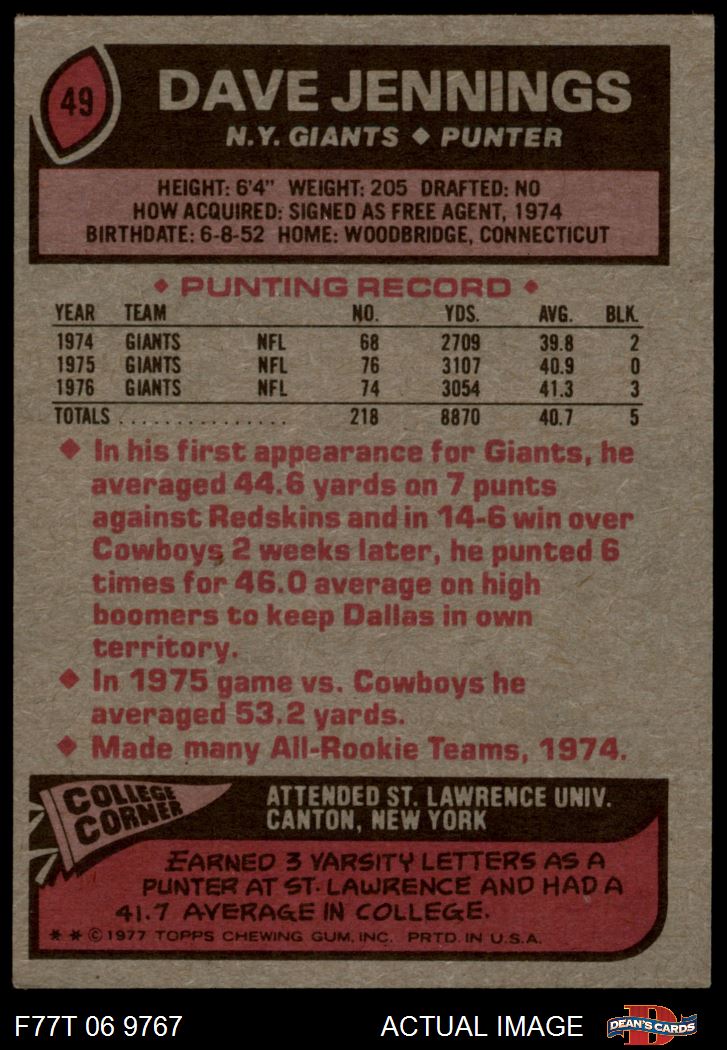 49
DAVE JENNINGS
N.Y. GIANTS ◆ PUNTER
HEIGHT: 6'4" WEIGHT: 205 DRAFTED: NO
HOW ACQUIRED: SIGNED AS FREE AGENT, 1974
BIRTHDATE: 6-8-52 HOME: WOODBRIDGE, CONNECTICUT
◆ PUNTING RECORD ◆
YEAR TEAM NO. YDS. AVG. BLK.
1974 GIANTS NFL 68 2709 39.8 2
1975 GIANTS NFL 76 3107 40.9 0
1976 GIANTS NFL 74 3054 41.3 3
TOTALS . . . . . . . . . . . . . . . 218 8870 40.7 5
◆ In his first appearance for Giants, he
averaged 44.6 yards on 7 punts
against Redskins and in 14-6 win over
Cowboys 2 weeks later, he punted 6
times for 46.0 average on high
boomers to keep Dallas in own
territory.
◆ In 1975 game vs. Cowboys he
averaged 53.2 yards.
◆ Made many All-Rookie Teams, 1974.
COLLEGE
CORNER
ATTENDED ST. LAWRENCE UNIV.
CANTON, NEW YORK
EARNED 3 VARSITY LETTERS AS A
PUNTER AT ST. LAWRENCE AND HAD A
41.7 AVERAGE IN COLLEGE.
* * © 1977 TOPPS CHEWING GUM, INC. PRTD. IN U.S.A.
F77T 06 9767 ACTUAL IMAGE
D
DEAN'S CARDS